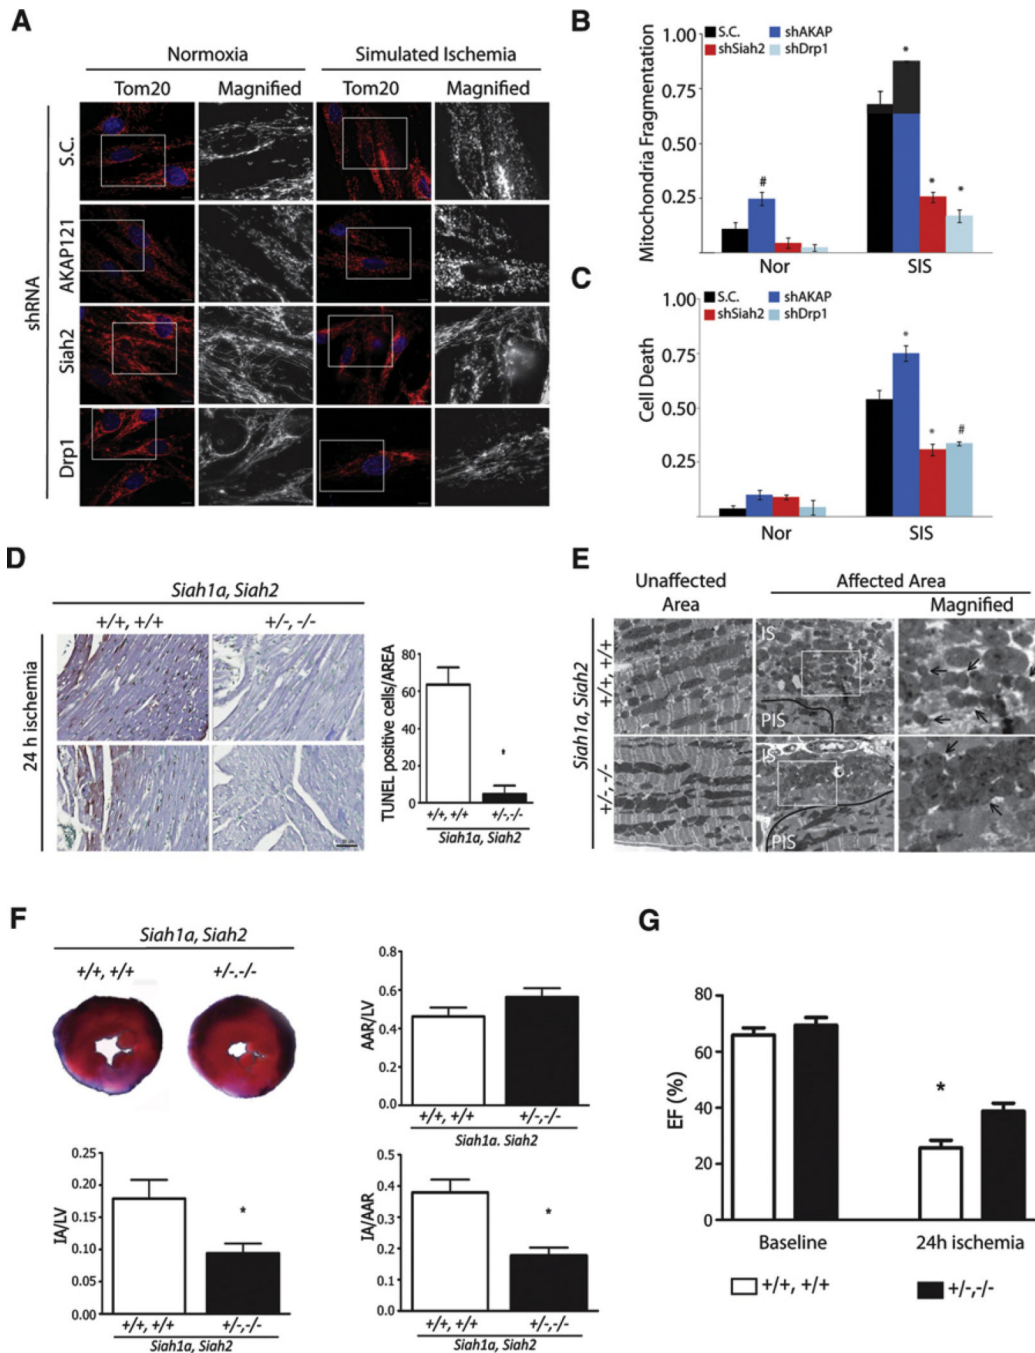 A
Normoxia
Simulated Ischemia
Tom20
Magnified
Tom20
Magnified
shRNA
S.C.
AKAP121
Siah2
Drp1
B
Mitochondria Fragmentation
1.00
0.75
0.50
0.25
S.C.
shAKAP
shSiah2
shDrp1
#
*
*
*
Nor
SIS
C
Cell Death
1.00
0.75
0.50
0.25
S.C.
shAKAP
shSiah2
shDrp1
*
*
#
Nor
SIS
D
Siah1a, Siah2
+/+, +/+
+/-, -/-
24 h ischemia
TUNEL positive cells/AREA
80
60
40
20
0
*
+/+, +/+
+/-,-/-
Siah1a, Siah2
E
Unaffected
Area
Affected Area
Magnified
Siah1a, Siah2
+/+, +/+
+/-, -/-
IS
PIS
IS
PIS
F
Siah1a, Siah2
+/+, +/+
+/-.-/-
AAR/LV
0.8
0.6
0.4
0.2
0.0
+/+, +/+
+/-,-/-
Siah1a. Siah2
IA/LV
0.20
0.15
0.10
0.05
0.00
*
+/+, +/+
+/-,-/-
Siah1a, Siah2
IA/AAR
0.5
0.4
0.3
0.2
0.1
0.0
*
+/+, +/+
+/-,-/-
Siah1a, Siah2
G
EF (%)
80
60
40
20
0
*
Baseline
24h ischemia
+/+, +/+
+/-,-/-